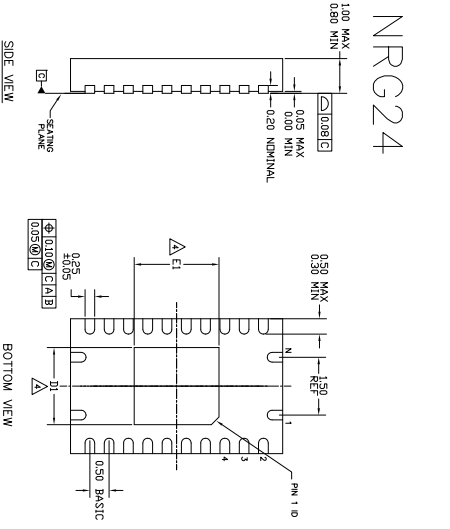 NRG24
1.00 MAX
0.80 MIN
0.08 C
0.05 MAX
0.00 MIN
0.20 NOMINAL
C
SEATING
PLANE
SIDE VIEW
0.50 MAX
0.30 MIN
1.50
REF
4 E1
N
1
2
3
4
PIN 1 ID
0.25
±0.05
⌖ 0.10 Ⓜ C A B
0.05 Ⓜ C
4 D1
0.50 BASIC
BOTTOM VIEW